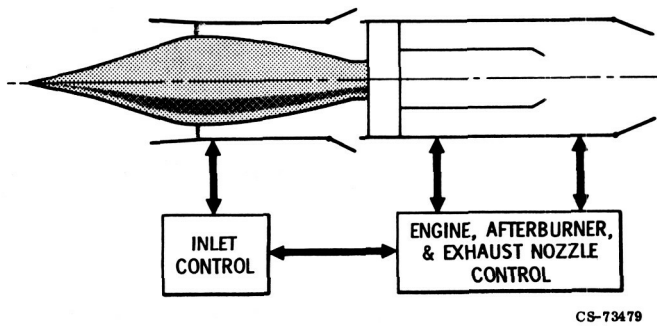 INLET
CONTROL
ENGINE, AFTERBURNER,
& EXHAUST NOZZLE
CONTROL
CS-73479